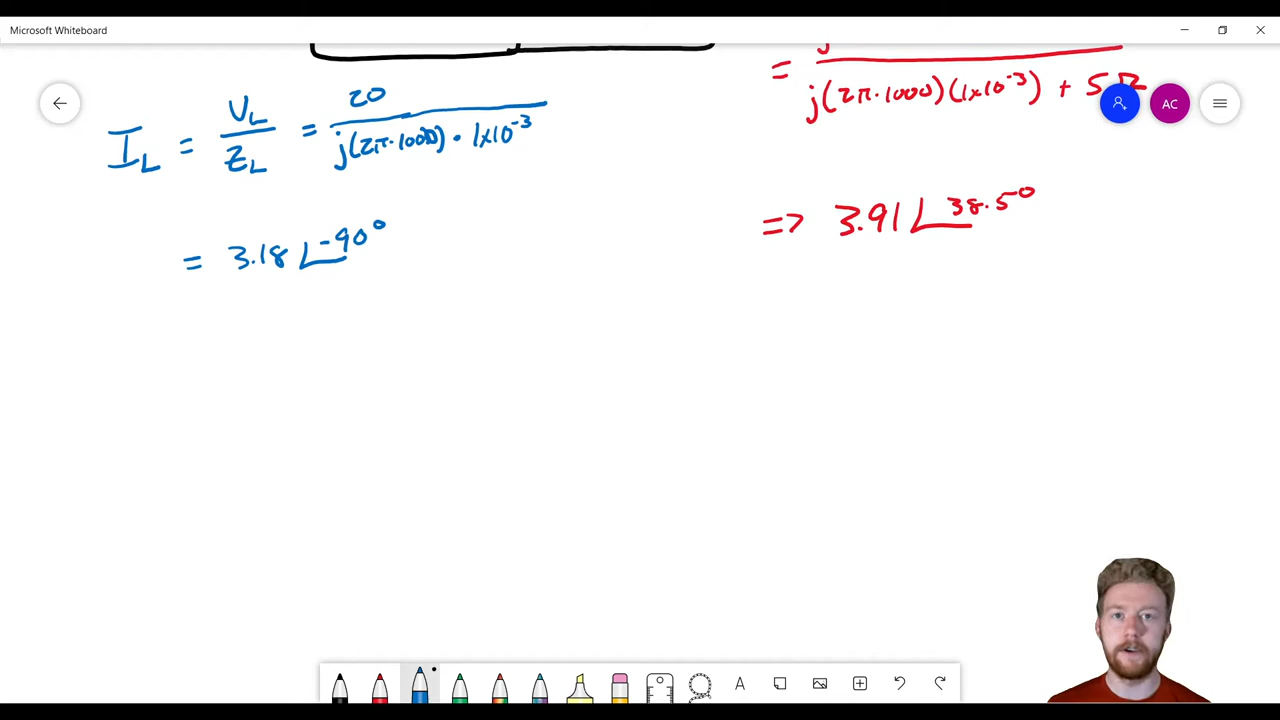 Microsoft Whiteboard
I_L = V_L / Z_L = 20 / j(2π·1000)·1x10^-3
= 3.18∠-90°
= j(2π·1000)(1x10^-3) + 5Ω
=> 3.91∠38.5°
AC
A